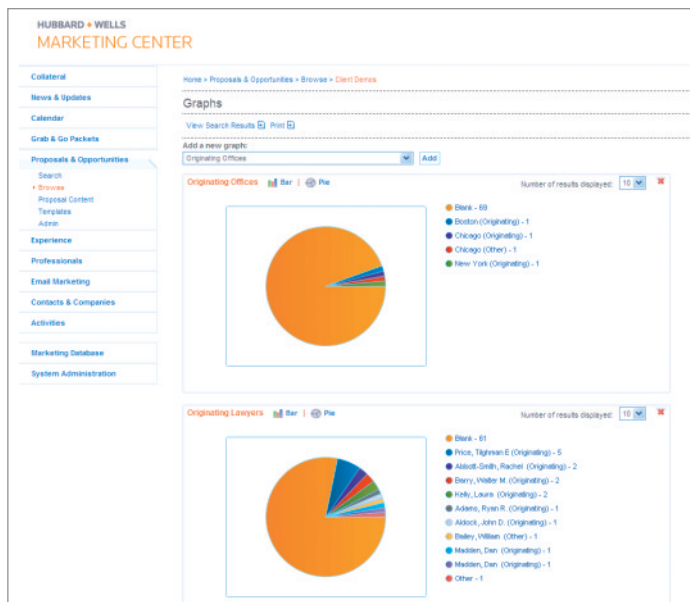 HUBBARD + WELLS
MARKETING CENTER
Collateral
News & Updates
Calendar
Grab & Go Packets
Proposals & Opportunities
Search
Browse
Proposal Content
Templates
Admin
Experience
Professionals
Email Marketing
Contacts & Companies
Activities
Marketing Database
System Administration
Home > Proposals & Opportunities > Browse > Client Demos
Graphs
View Search Results Print
Add a new graph:
Originating Offices Add
Originating Offices Bar | Pie Number of results displayed: 10
Blank - 69
Boston (Originating) - 1
Chicago (Originating) - 1
Chicago (Other) - 1
New York (Originating) - 1
Originating Lawyers Bar | Pie Number of results displayed: 10
Blank - 61
Price, Tilghman E (Originating) - 5
Abbott-Smith, Rachel (Originating) - 2
Barry, Walter M. (Originating) - 2
Kelly, Laura (Originating) - 2
Adams, Ryan R. (Originating) - 1
Aldock, John D. (Originating) - 1
Bailey, William (Other) - 1
Madden, Dan (Originating) - 1
Madden, Dan (Originating) - 1
Other - 1